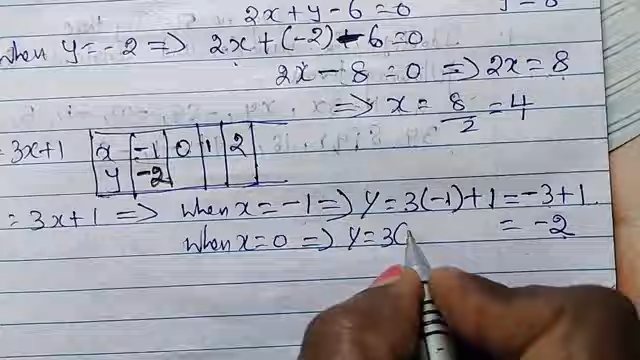 2x+y-6=0 y=8
when y=-2 => 2x+(-2)-6=0
2x-8=0 => 2x=8
=> x=8/2=4
=3x+1 x -1 0 1 2
y -2
=3x+1 => when x=-1 => y=3(-1)+1=-3+1
=-2
when x=0 => y=3(